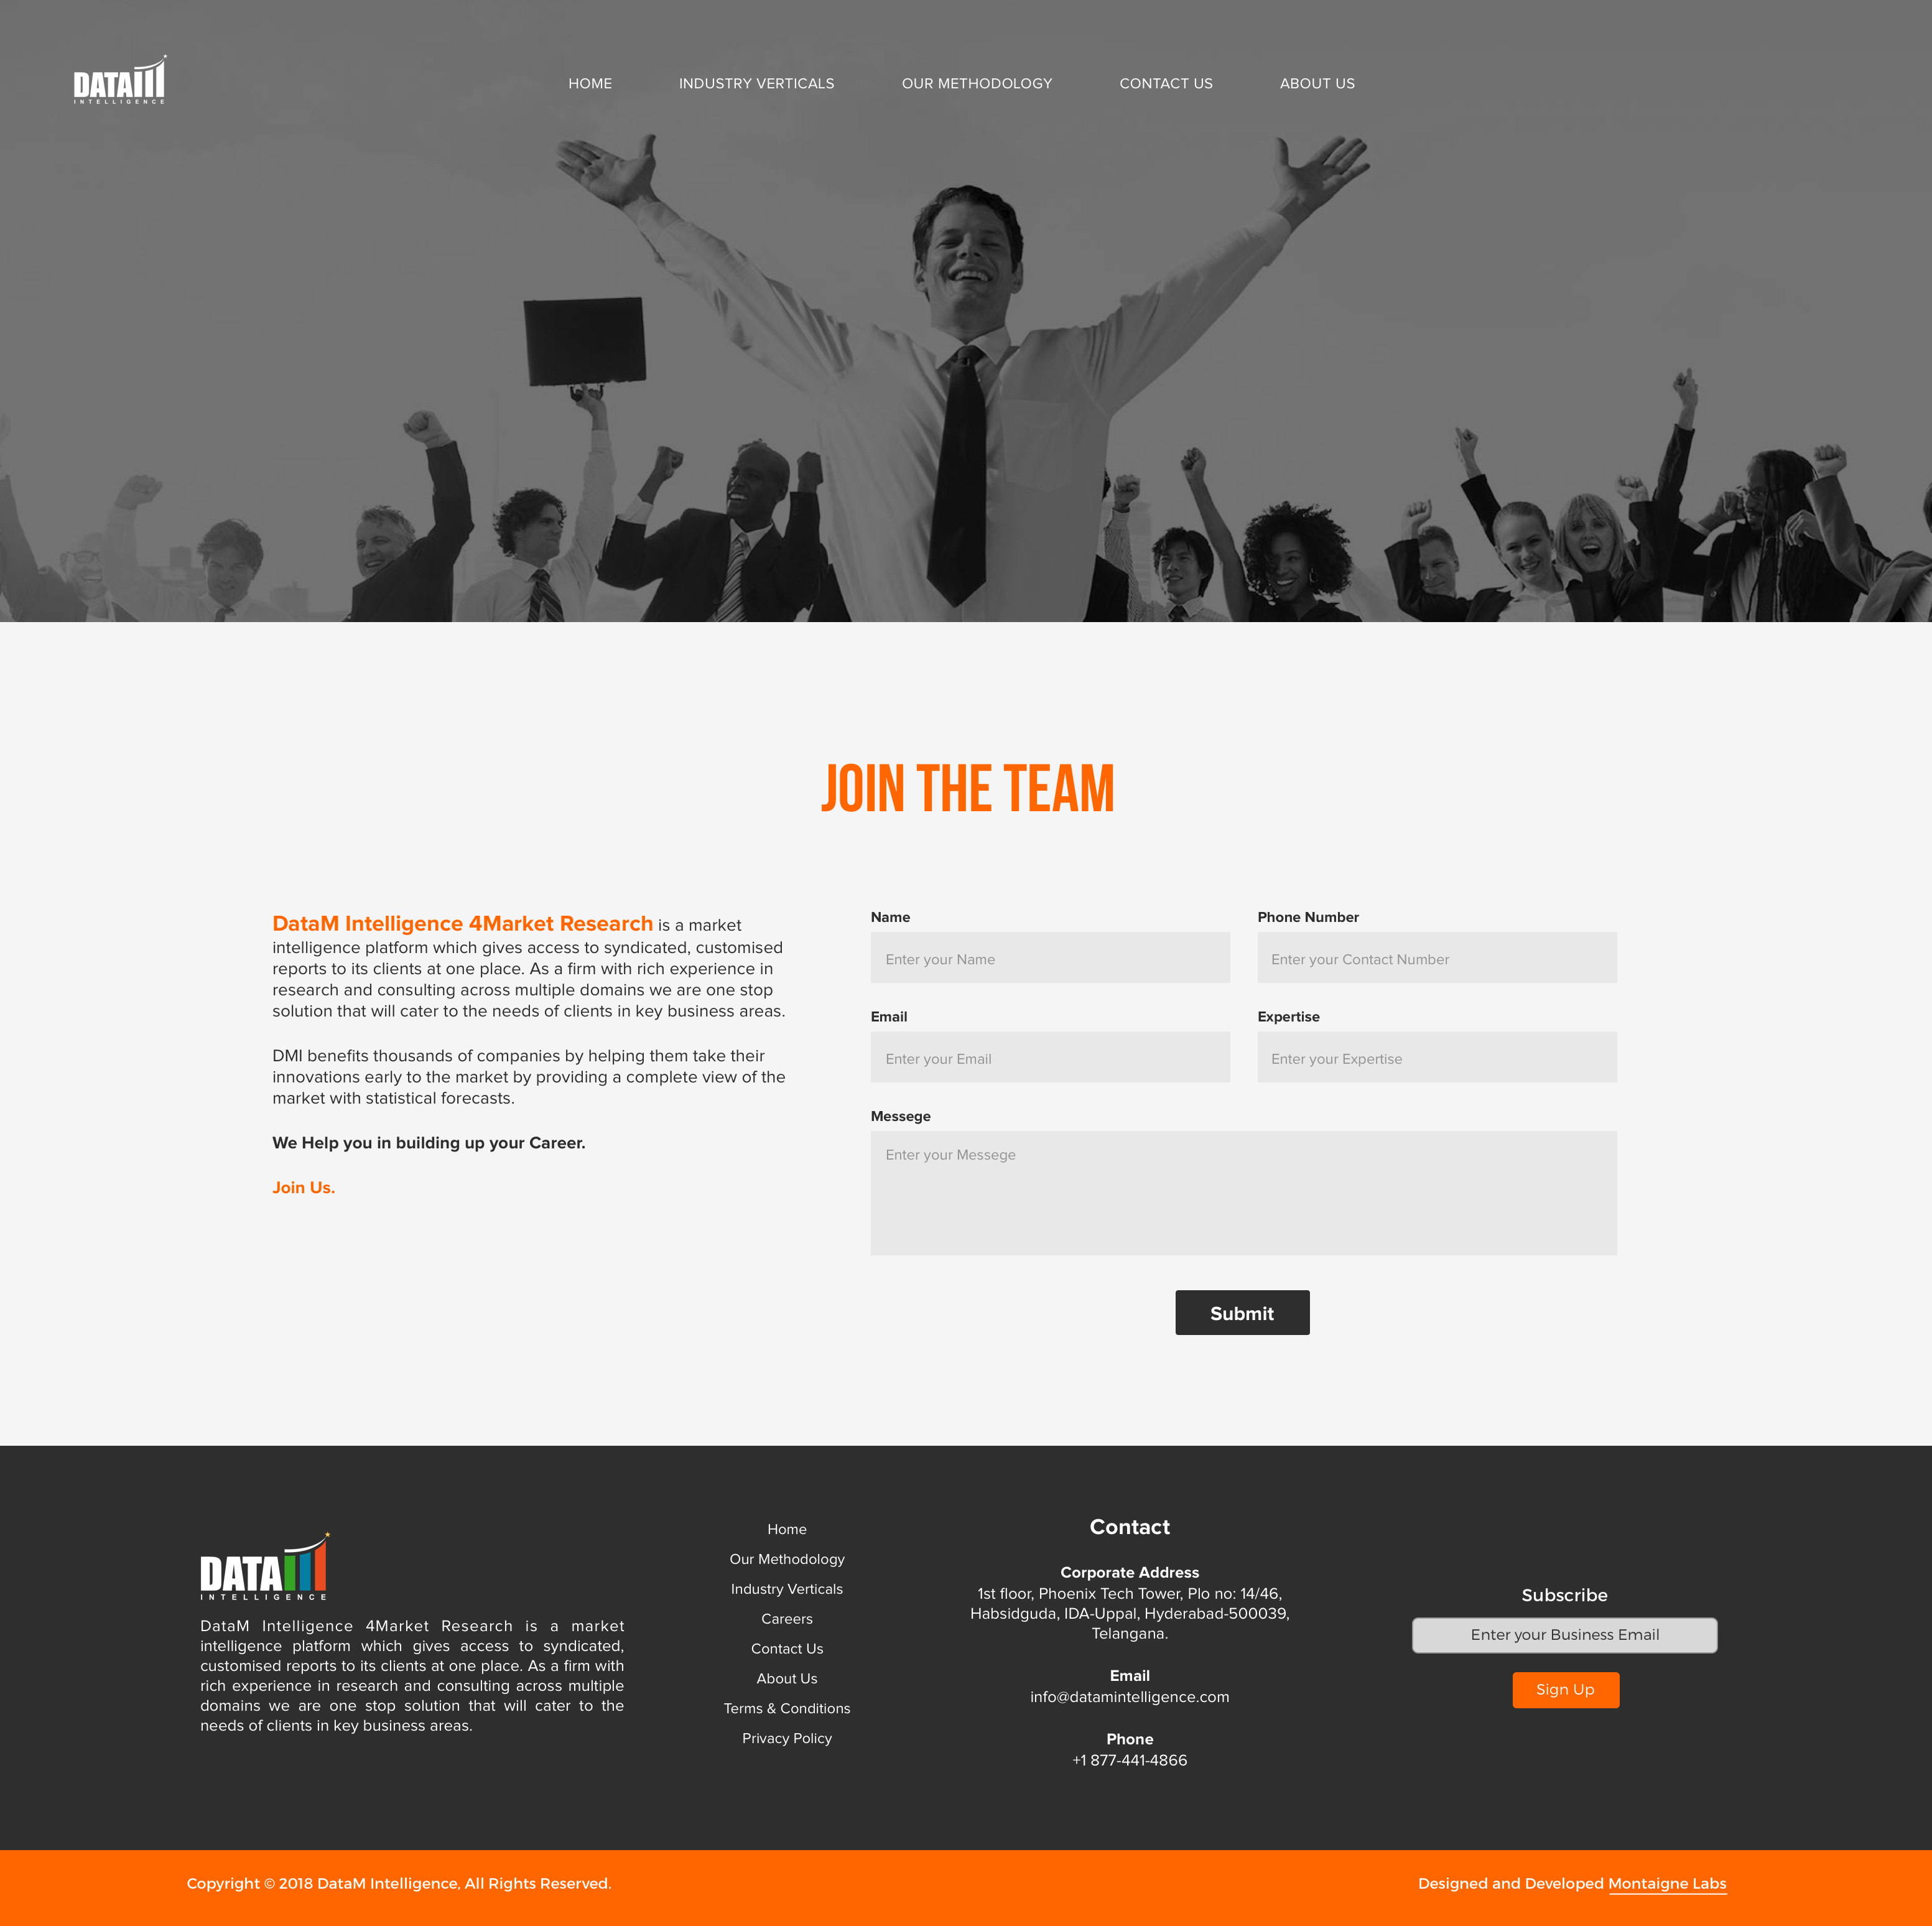 DATAM
INTELLIGENCE
HOME
INDUSTRY VERTICALS
OUR METHODOLOGY
CONTACT US
ABOUT US
JOIN THE TEAM
DataM Intelligence 4Market Research is a market
intelligence platform which gives access to syndicated, customised
reports to its clients at one place. As a firm with rich experience in
research and consulting across multiple domains we are one stop
solution that will cater to the needs of clients in key business areas.
DMI benefits thousands of companies by helping them take their
innovations early to the market by providing a complete view of the
market with statistical forecasts.
We Help you in building up your Career.
Join Us.
Name
Enter your Name
Phone Number
Enter your Contact Number
Email
Enter your Email
Expertise
Enter your Expertise
Messege
Enter your Messege
Submit
DATAM
INTELLIGENCE
DataM Intelligence 4Market Research is a market
intelligence platform which gives access to syndicated,
customised reports to its clients at one place. As a firm with
rich experience in research and consulting across multiple
domains we are one stop solution that will cater to the
needs of clients in key business areas.
Home
Our Methodology
Industry Verticals
Careers
Contact Us
About Us
Terms & Conditions
Privacy Policy
Contact
Corporate Address
1st floor, Phoenix Tech Tower, Plo no: 14/46,
Habsidguda, IDA-Uppal, Hyderabad-500039,
Telangana.
Email
info@datamintelligence.com
Phone
+1 877-441-4866
Subscribe
Enter your Business Email
Sign Up
Copyright © 2018 DataM Intelligence, All Rights Reserved.
Designed and Developed Montaigne Labs